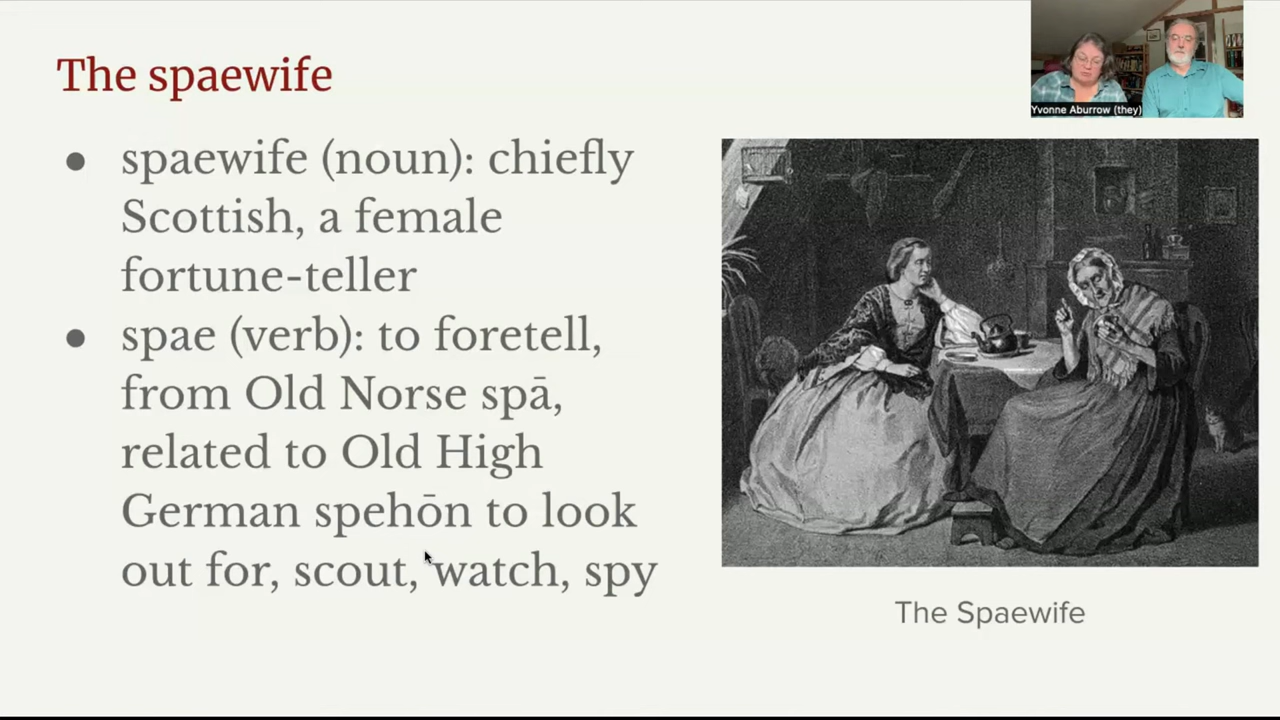 The spaewife
Yvonne Aburrow (they)
● spaewife (noun): chiefly
Scottish, a female
fortune-teller
● spae (verb): to foretell,
from Old Norse spā,
related to Old High
German spehōn to look
out for, scout, watch, spy
The Spaewife